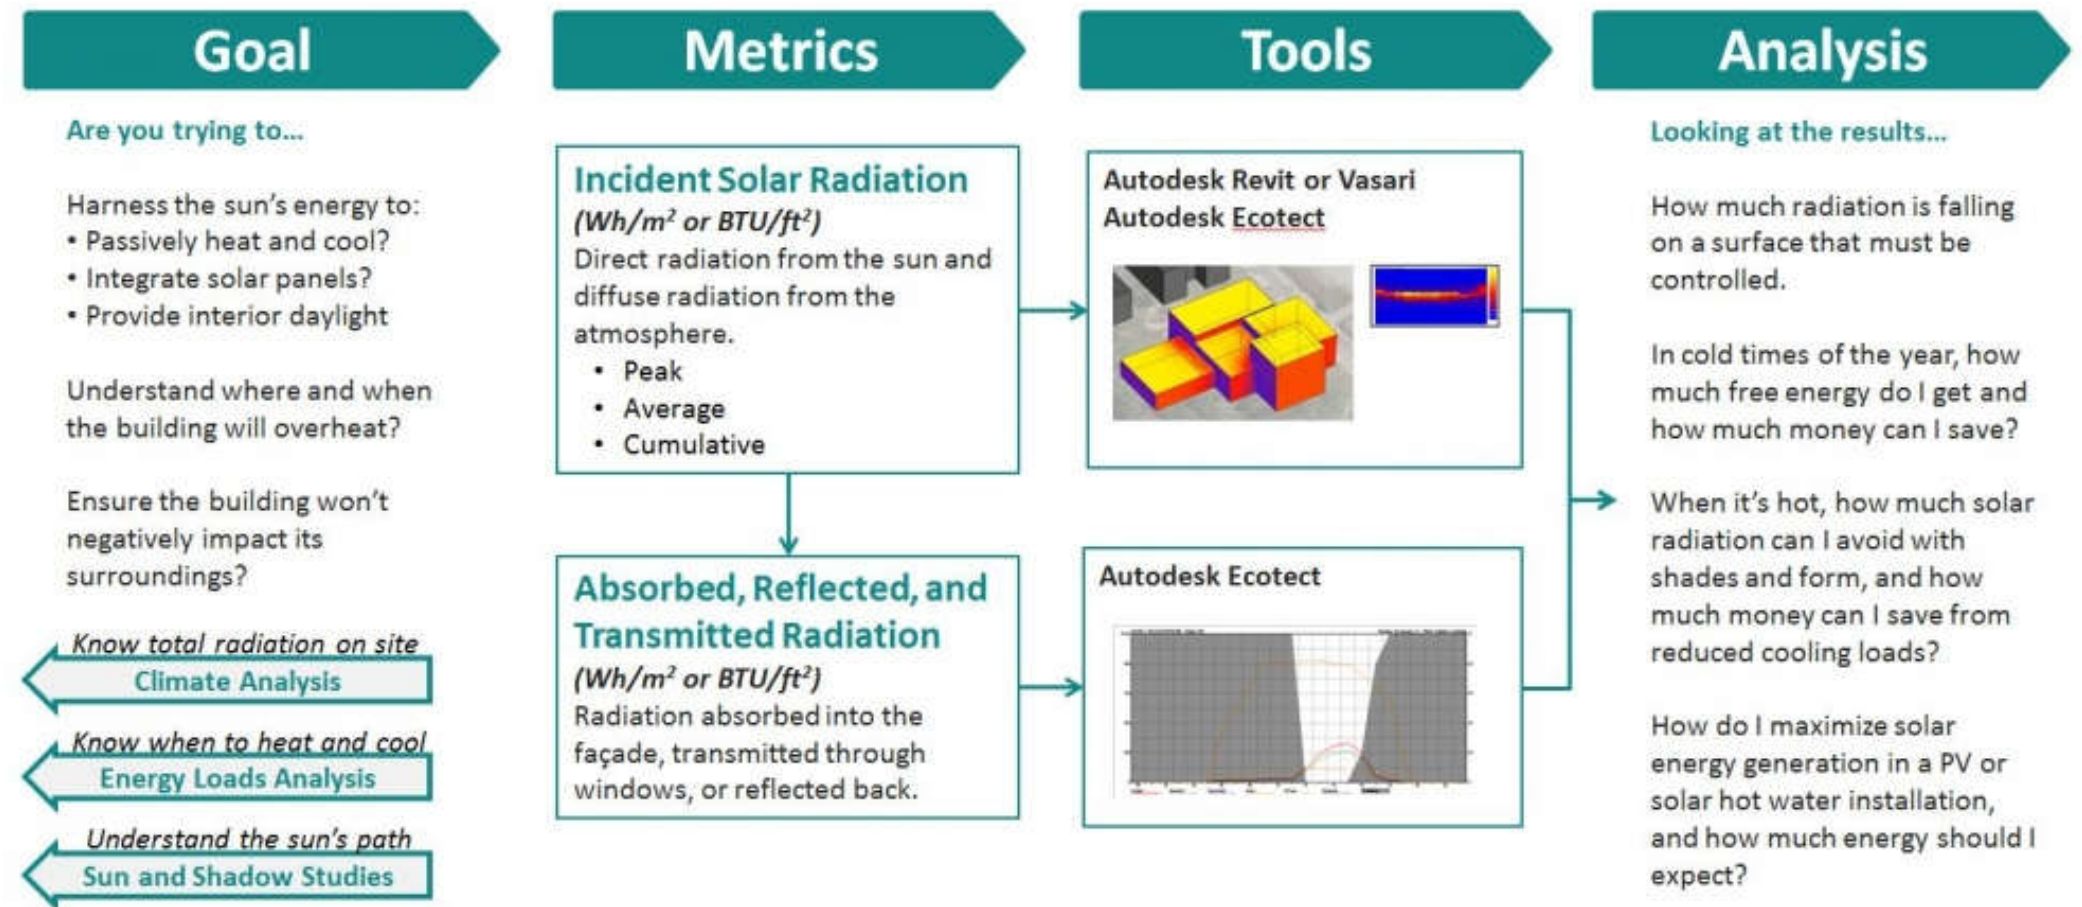 Goal
Metrics
Tools
Analysis
Are you trying to...
Harness the sun's energy to:
• Passively heat and cool?
• Integrate solar panels?
• Provide interior daylight
Understand where and when
the building will overheat?
Ensure the building won't
negatively impact its
surroundings?
Know total radiation on site
Climate Analysis
Know when to heat and cool
Energy Loads Analysis
Understand the sun's path
Sun and Shadow Studies
Incident Solar Radiation
(Wh/m² or BTU/ft²)
Direct radiation from the sun and
diffuse radiation from the
atmosphere.
• Peak
• Average
• Cumulative
Absorbed, Reflected, and
Transmitted Radiation
(Wh/m² or BTU/ft²)
Radiation absorbed into the
façade, transmitted through
windows, or reflected back.
Autodesk Revit or Vasari
Autodesk Ecotect
Autodesk Ecotect
Looking at the results...
How much radiation is falling
on a surface that must be
controlled.
In cold times of the year, how
much free energy do I get and
how much money can I save?
When it's hot, how much solar
radiation can I avoid with
shades and form, and how
much money can I save from
reduced cooling loads?
How do I maximize solar
energy generation in a PV or
solar hot water installation,
and how much energy should I
expect?